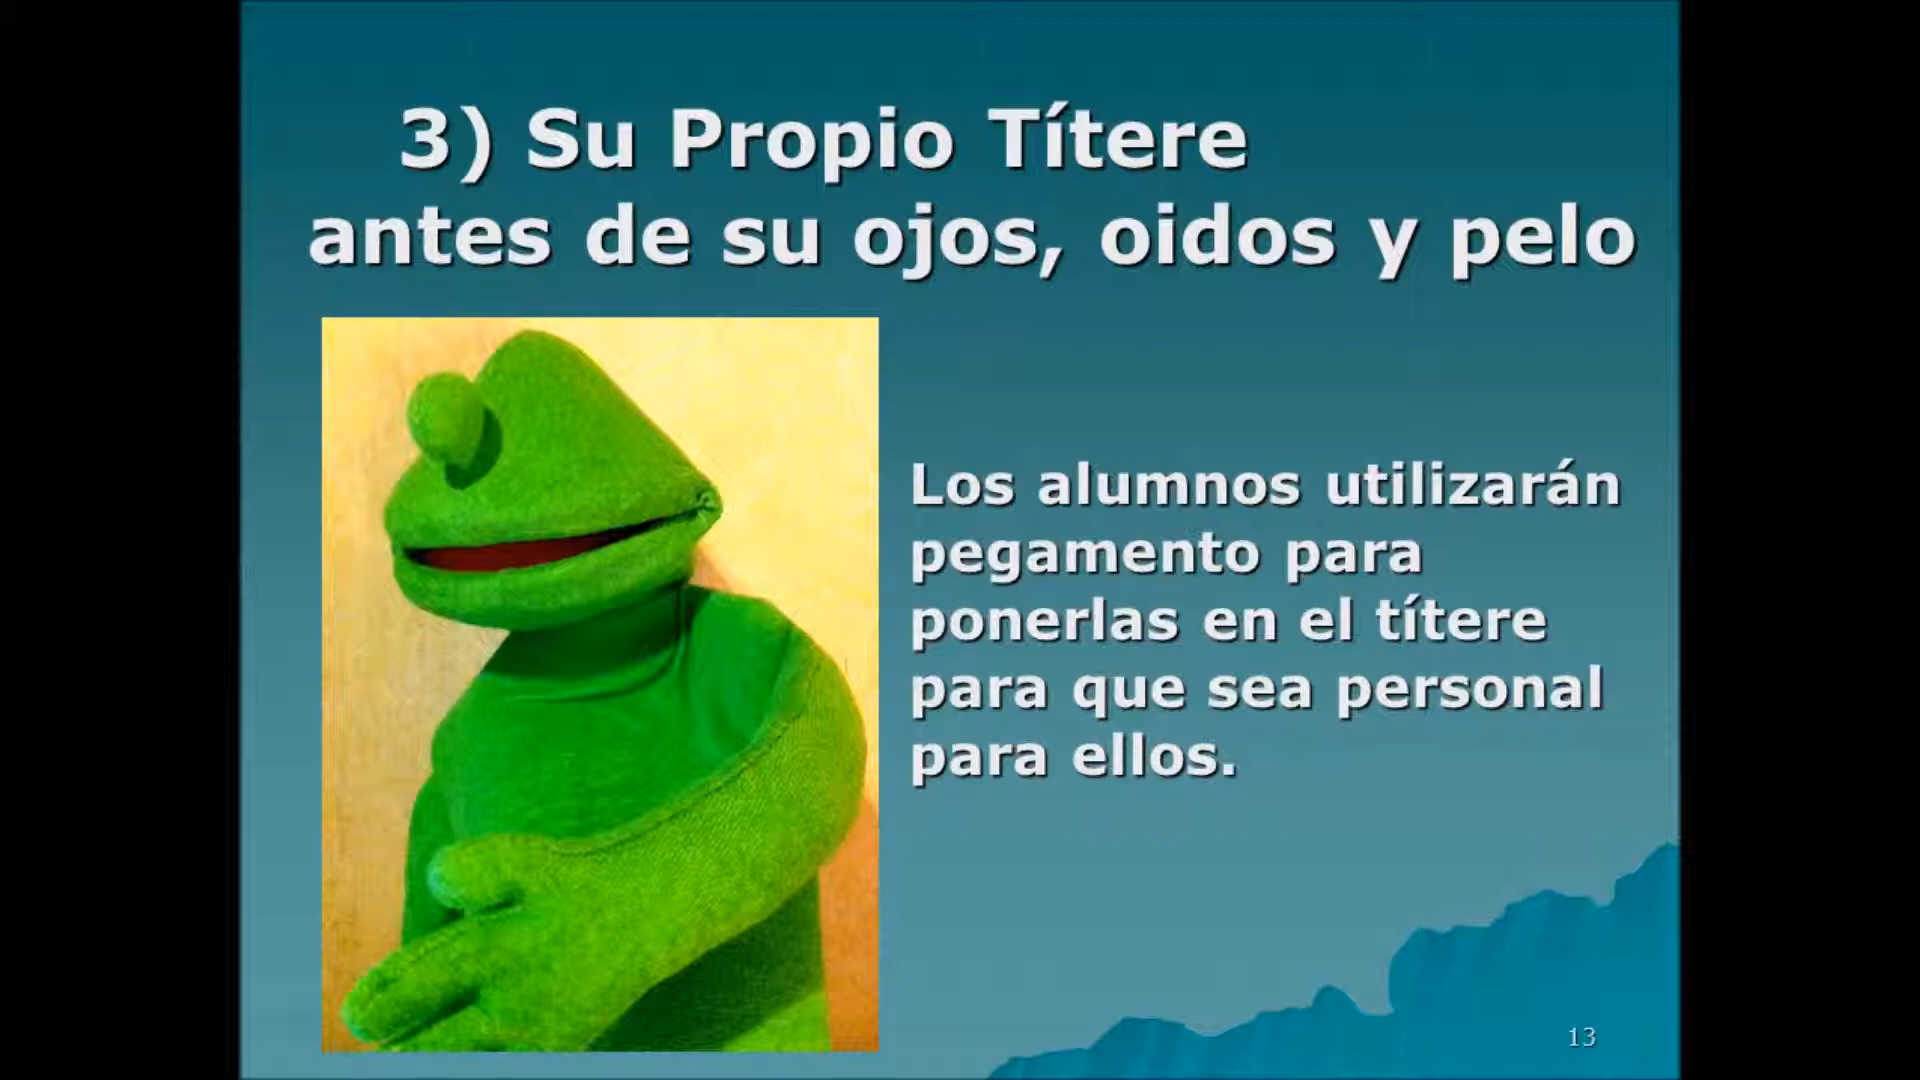 3) Su Propio Títere
antes de su ojos, oidos y pelo
Los alumnos utilizarán
pegamento para
ponerlas en el títere
para que sea personal
para ellos.
13